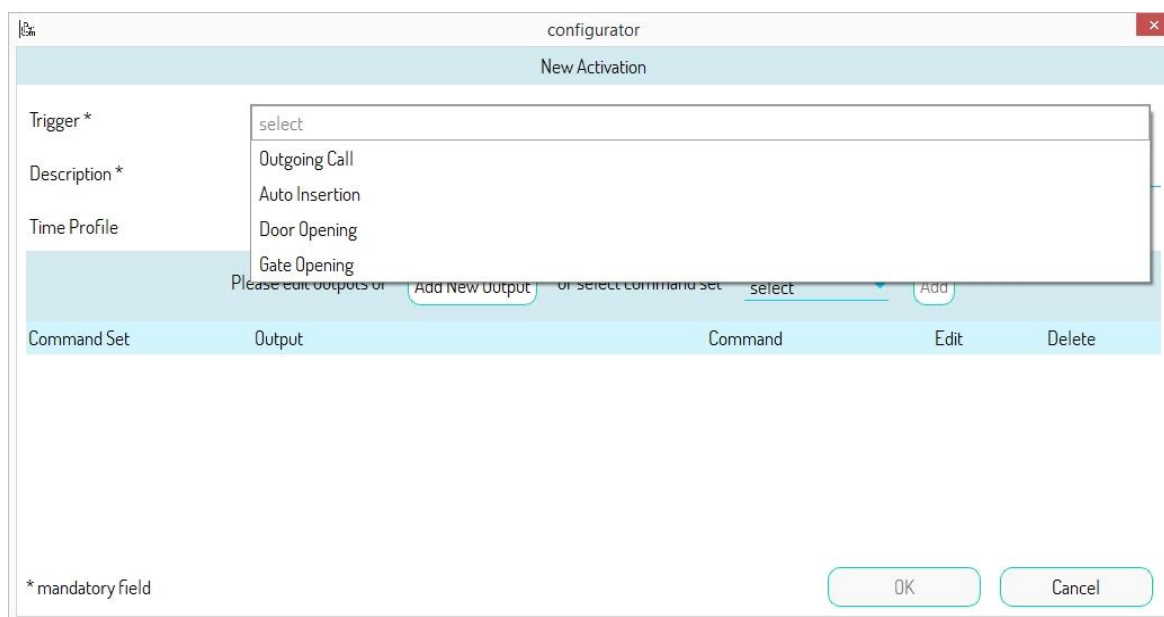 configurator
New Activation
Trigger *
select
Outgoing Call
Description *
Auto Insertion
Time Profile
Door Opening
Gate Opening
Please edit outputs or Add New Output or select command set select Add
Command Set Output Command Edit Delete
* mandatory field OK Cancel